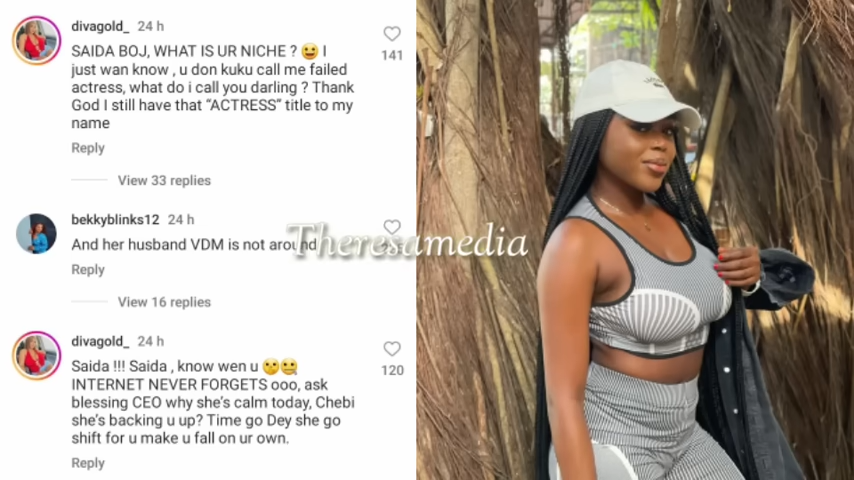 divagold_ 24 h
SAIDA BOJ, WHAT IS UR NICHE ? 😀 I
just wan know , u don kuku call me failed
actress, what do i call you darling ? Thank
God I still have that “ACTRESS” title to my
name
141
Reply
View 33 replies
bekkyblinks12 24 h
And her husband VDM is not around
Reply
View 16 replies
Theresamedia
divagold_ 24 h
Saida !!! Saida , know wen u 🤫🤐
INTERNET NEVER FORGETS ooo, ask
blessing CEO why she’s calm today, Chebi
she’s backing u up? Time go Dey she go
shift for u make u fall on ur own.
120
Reply